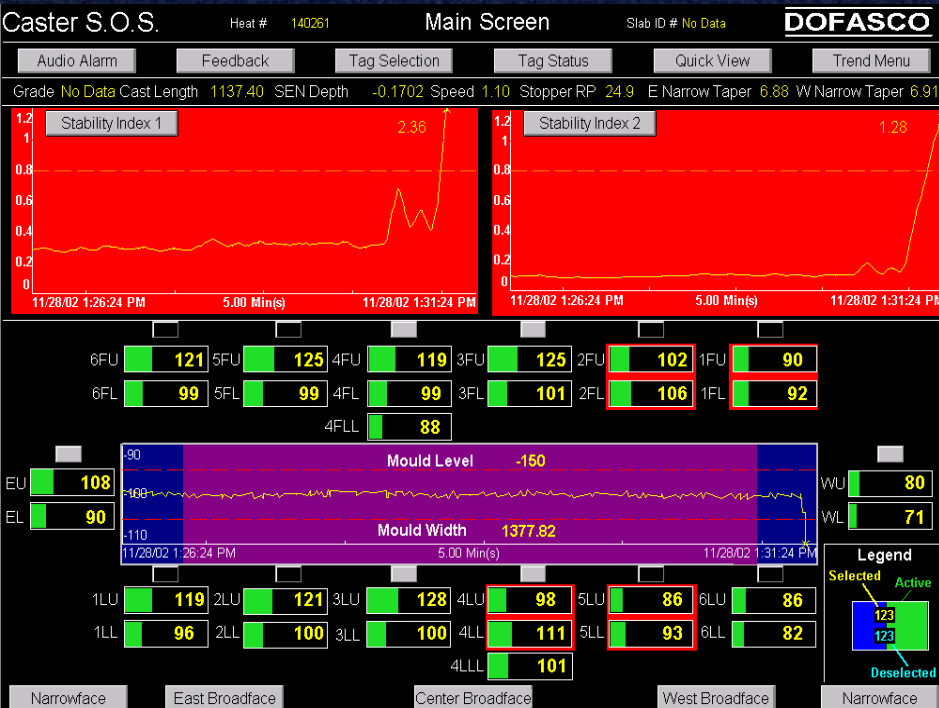 Caster S.O.S. Heat # 140261 Main Screen Slab ID # No Data DOFASCO
Audio Alarm Feedback Tag Selection Tag Status Quick View Trend Menu
Grade No Data Cast Length 1137.40 SEN Depth -0.1702 Speed 1.10 Stopper RP 24.9 E Narrow Taper 6.88 W Narrow Taper 6.91
Stability Index 1 2.36
1.2
1
0.8
0.6
0.4
0.2
0
11/28/02 1:26:24 PM 5.00 Min(s) 11/28/02 1:31:24 PM
Stability Index 2 1.28
1.2
1
0.8
0.6
0.4
0.2
0
11/28/02 1:26:24 PM 5.00 Min(s) 11/28/02 1:31:24 PM
6FU 121 5FU 125 4FU 119 3FU 125 2FU 102 1FU 90
6FL 99 5FL 99 4FL 99 3FL 101 2FL 106 1FL 92
4FLL 88
EU 108
EL 90
-90
Mould Level -150
-100
Mould Width 1377.82
-110
11/28/02 1:26:24 PM 5.00 Min(s) 11/28/02 1:31:24 PM
WU 80
WL 71
1LU 119 2LU 121 3LU 128 4LU 98 5LU 86 6LU 86
1LL 96 2LL 100 3LL 100 4LL 111 5LL 93 6LL 82
4LLL 101
Legend
Selected Active
123
123
Deselected
Narrowface East Broadface Center Broadface West Broadface Narrowface